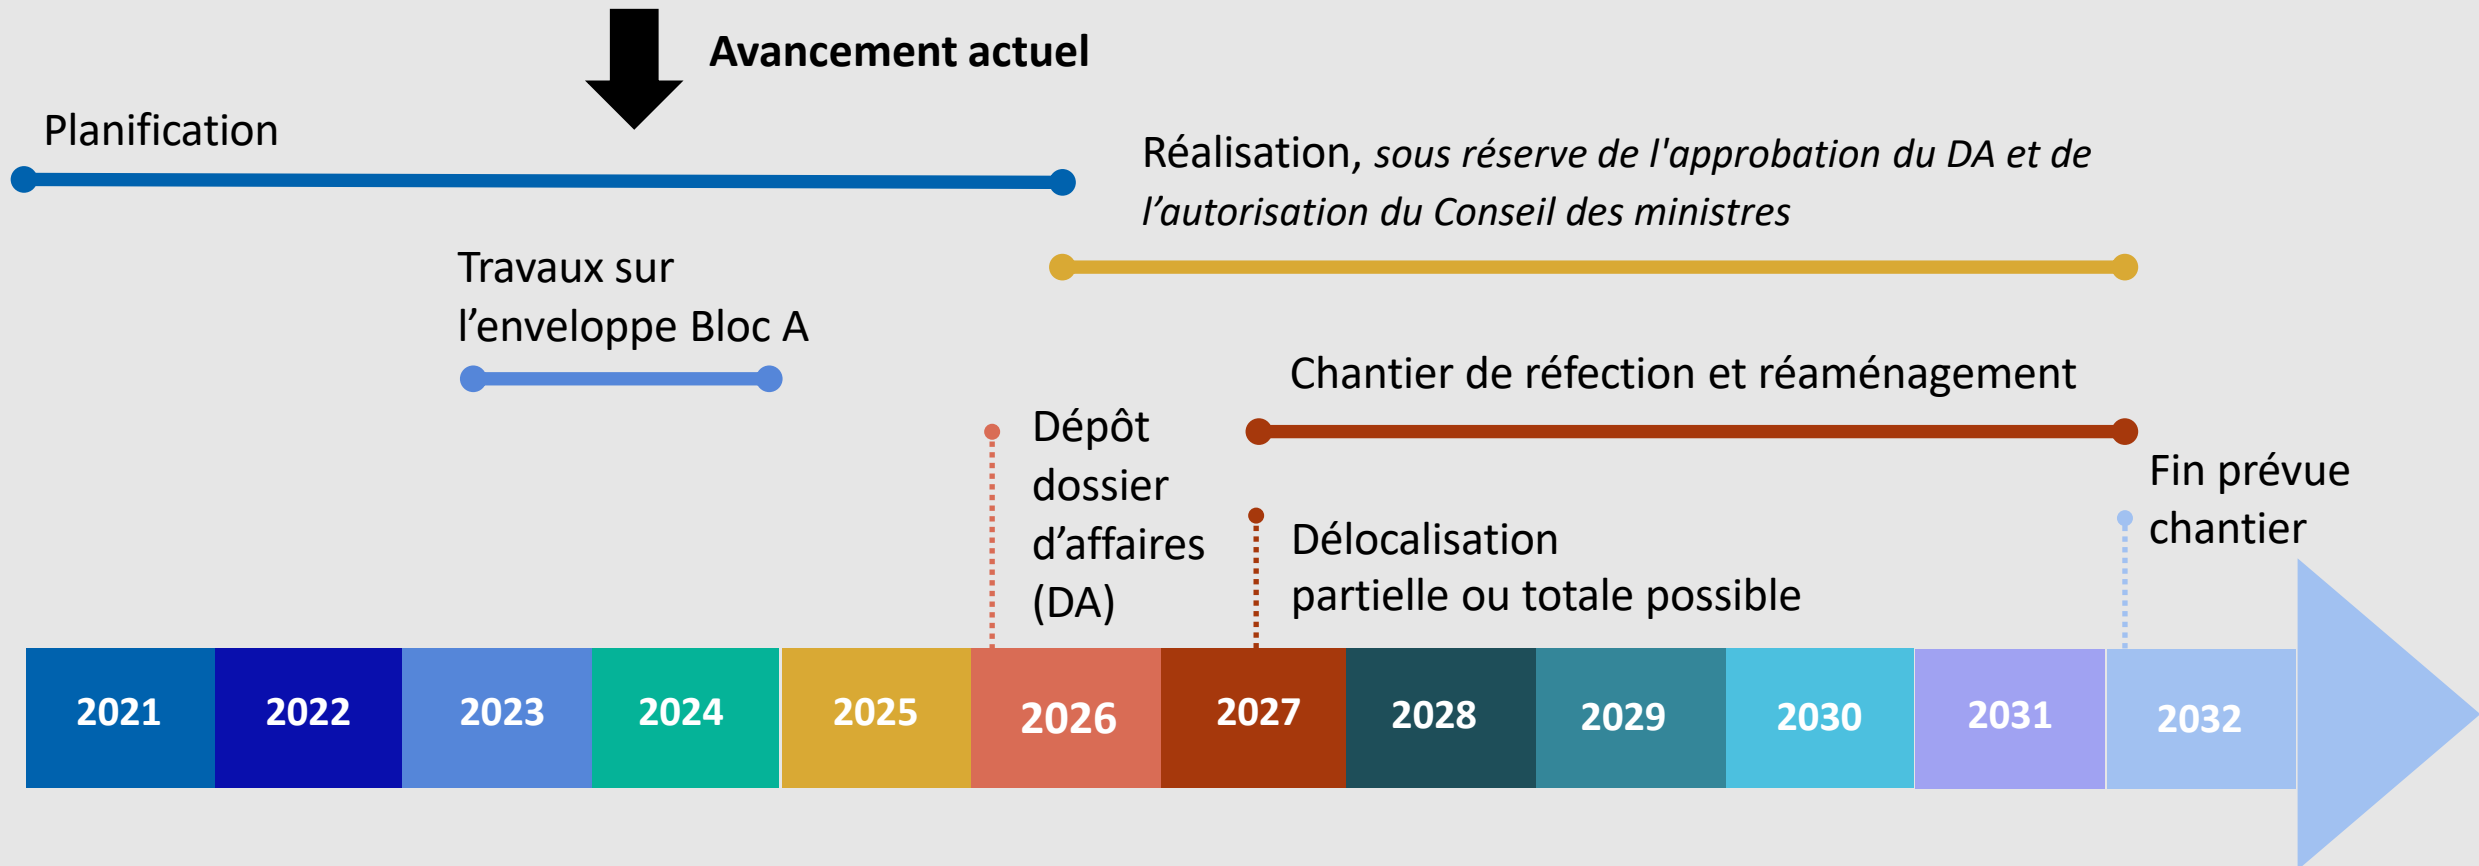 Avancement actuel
Planification
Réalisation, sous réserve de l'approbation du DA et de
l’autorisation du Conseil des ministres
Travaux sur
l’enveloppe Bloc A
Chantier de réfection et réaménagement
Dépôt
dossier
d’affaires
(DA)
Fin prévue
chantier
Délocalisation
partielle ou totale possible
2021
2022
2023
2024
2025
2026
2027
2028
2029
2030
2031
2032